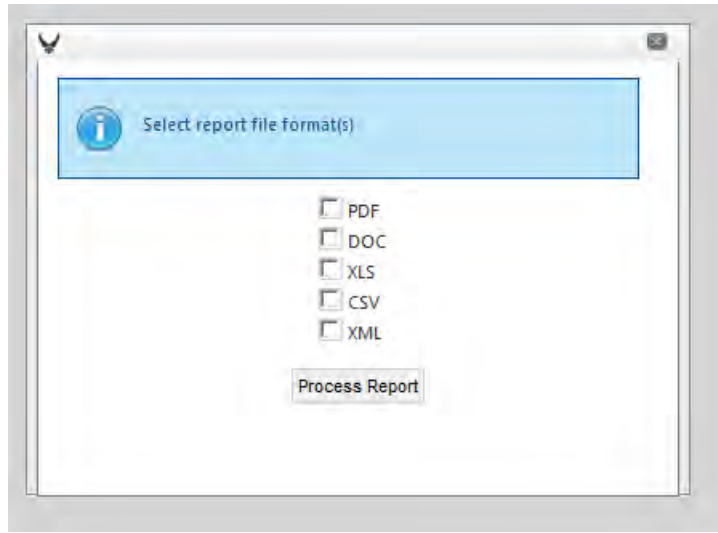 Select report file format(s)
PDF
DOC
XLS
CSV
XML
Process Report